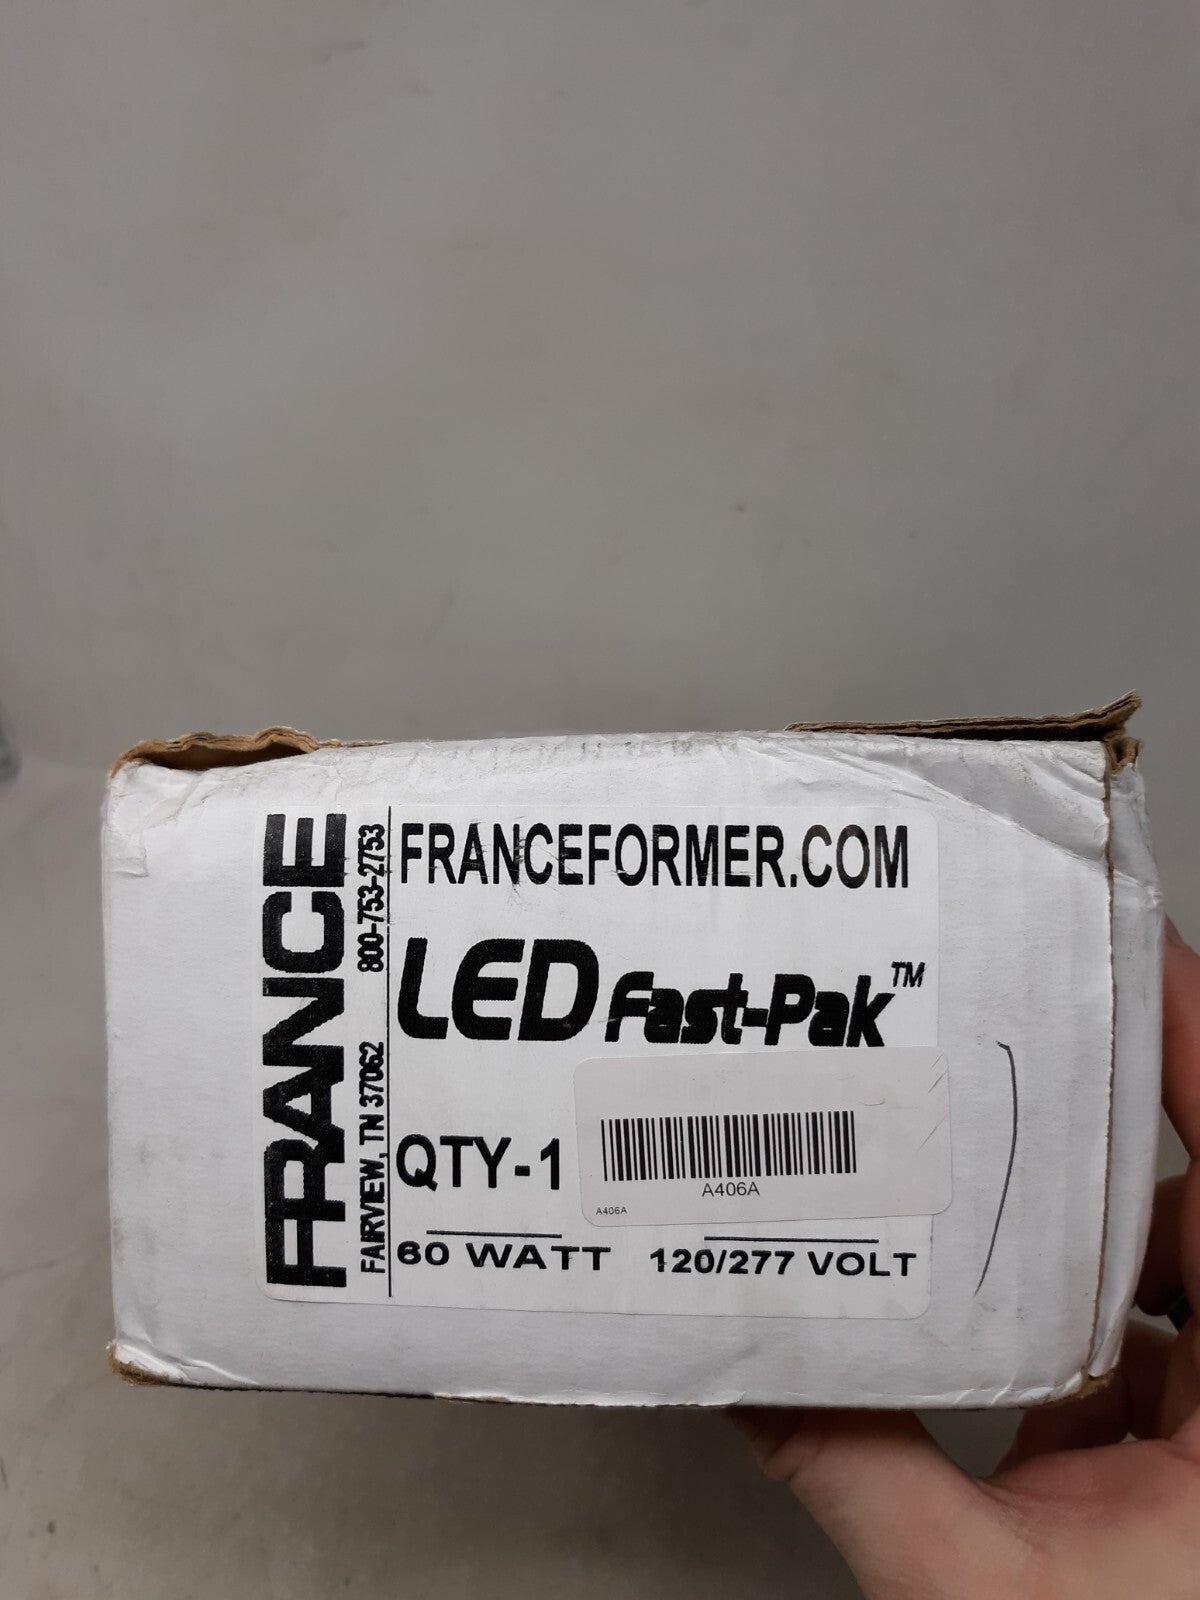 FRANCE
FAIRVIEW, TN 37062 800-753-2753
FRANCEFORMER.COM
LED Fast-Pak™
QTY-1
A406A
A406A
60 WATT 120/277 VOLT